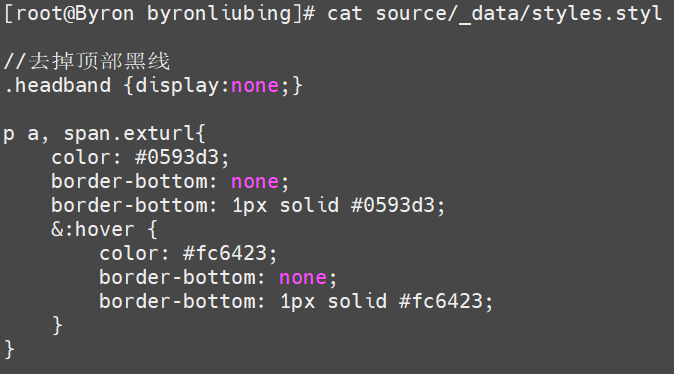 [root@Byron byronliubing]# cat source/_data/styles.styl
//去掉顶部黑线
.headband {display:none;}
p a, span.exturl{
    color: #0593d3;
    border-bottom: none;
    border-bottom: 1px solid #0593d3;
    &:hover {
        color: #fc6423;
        border-bottom: none;
        border-bottom: 1px solid #fc6423;
    }
}